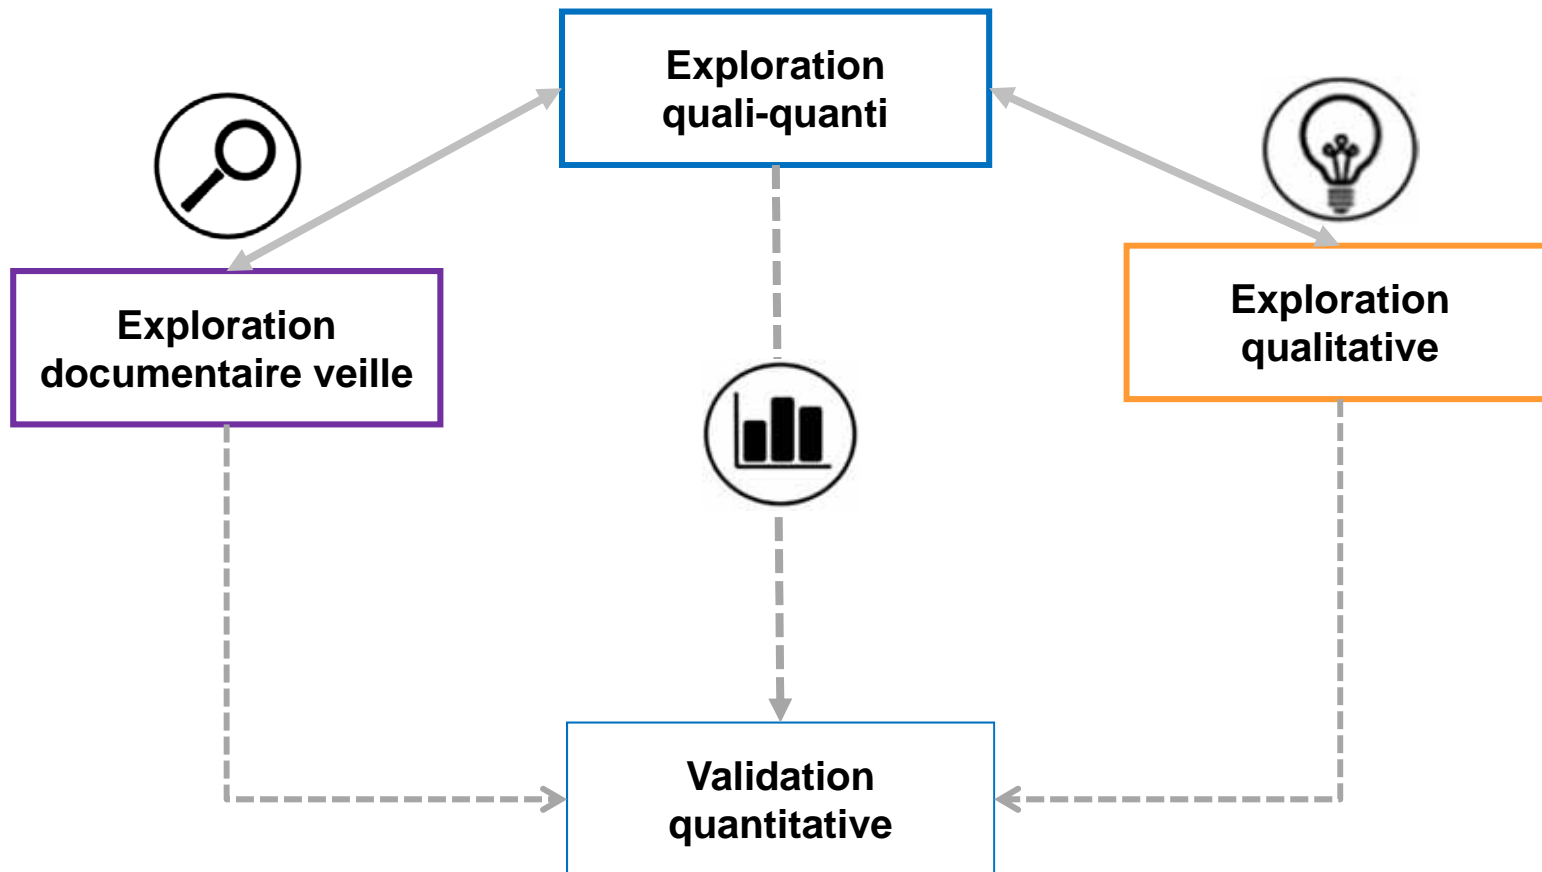 Exploration
quali-quanti
Exploration
documentaire veille
Exploration
qualitative
Validation
quantitative